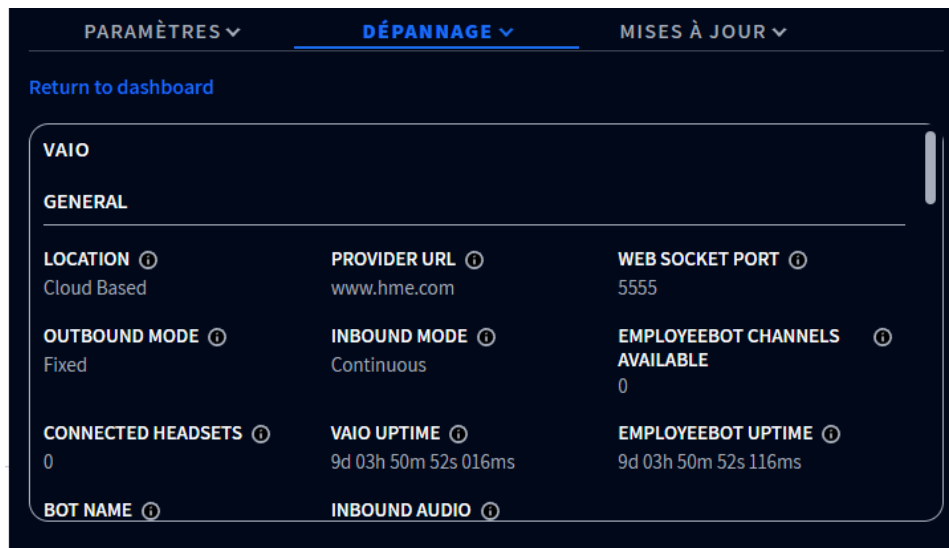 PARAMÈTRES DÉPANNAGE MISES À JOUR
Return to dashboard
VAIO
GENERAL
LOCATION PROVIDER URL WEB SOCKET PORT
Cloud Based www.hme.com 5555
OUTBOUND MODE INBOUND MODE EMPLOYEEBOT CHANNELS
AVAILABLE
Fixed Continuous
0
CONNECTED HEADSETS VAIO UPTIME EMPLOYEEBOT UPTIME
0 9d 03h 50m 52s 016ms 9d 03h 50m 52s 116ms
BOT NAME INBOUND AUDIO